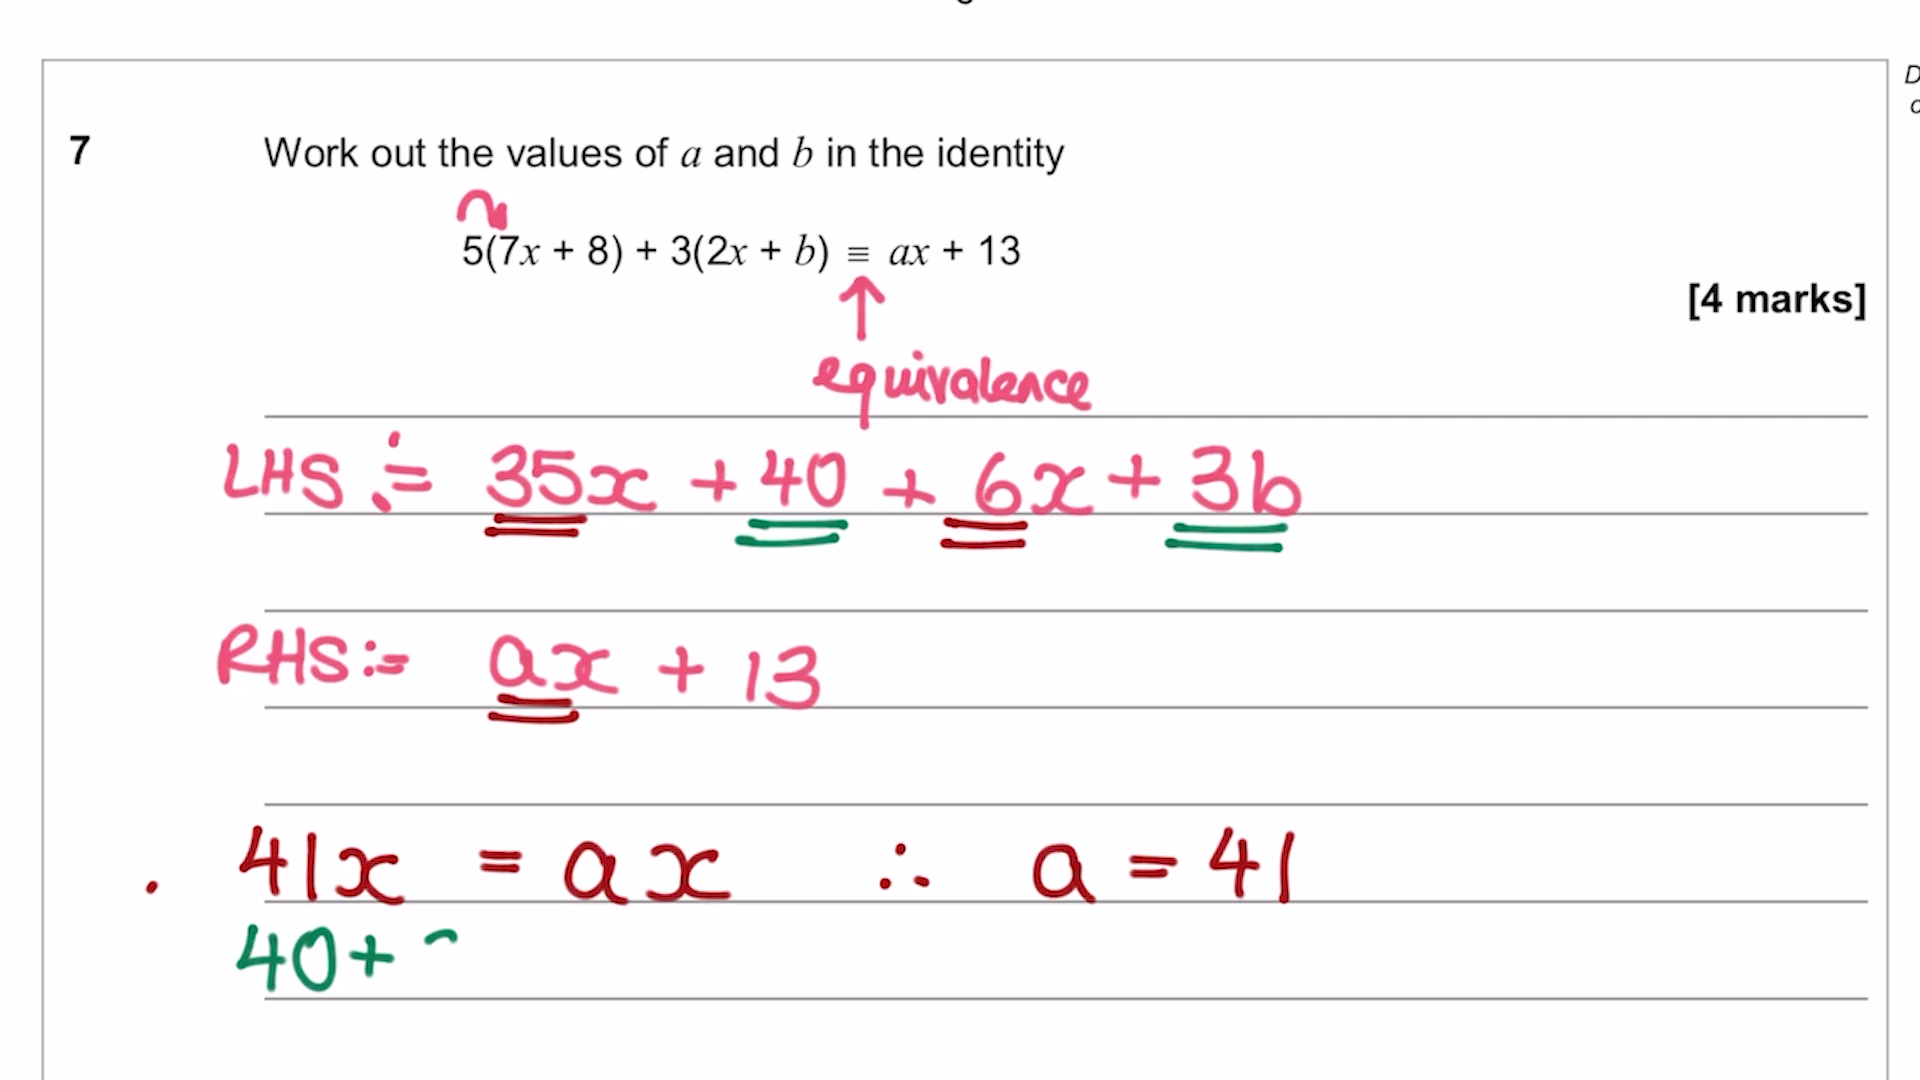 7 Work out the values of a and b in the identity
5(7x + 8) + 3(2x + b) ≡ ax + 13
[4 marks]
equivalence
LHS := 35x + 40 + 6x + 3b
RHS := ax + 13
41x = ax ∴ a = 41
40+